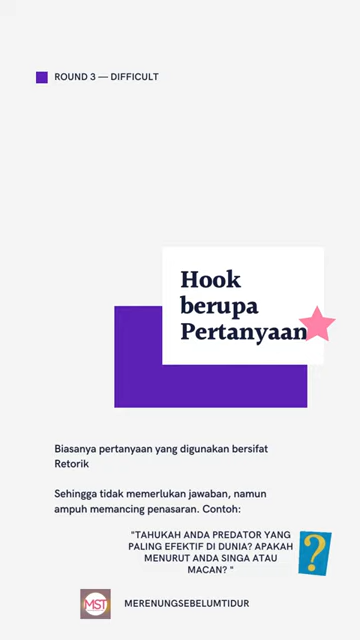 ROUND 3 — DIFFICULT
Hook
berupa
Pertanyaan
Biasanya pertanyaan yang digunakan bersifat
Retorik
Sehingga tidak memerlukan jawaban, namun
ampuh memancing penasaran. Contoh:
"TAHUKAH ANDA PREDATOR YANG
PALING EFEKTIF DI DUNIA? APAKAH
MENURUT ANDA SINGA ATAU
MACAN? "
?
MST
MERENUNGSEBELUMTIDUR